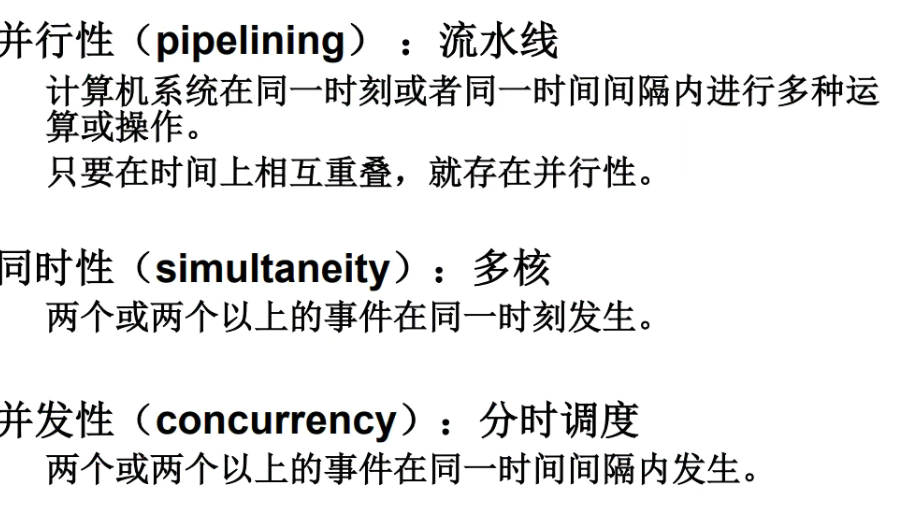 并行性（pipelining）：流水线
计算机系统在同一时刻或者同一时间间隔内进行多种运
算或操作。
只要在时间上相互重叠，就存在并行性。
同时性（simultaneity）：多核
两个或两个以上的事件在同一时刻发生。
并发性（concurrency）：分时调度
两个或两个以上的事件在同一时间间隔内发生。